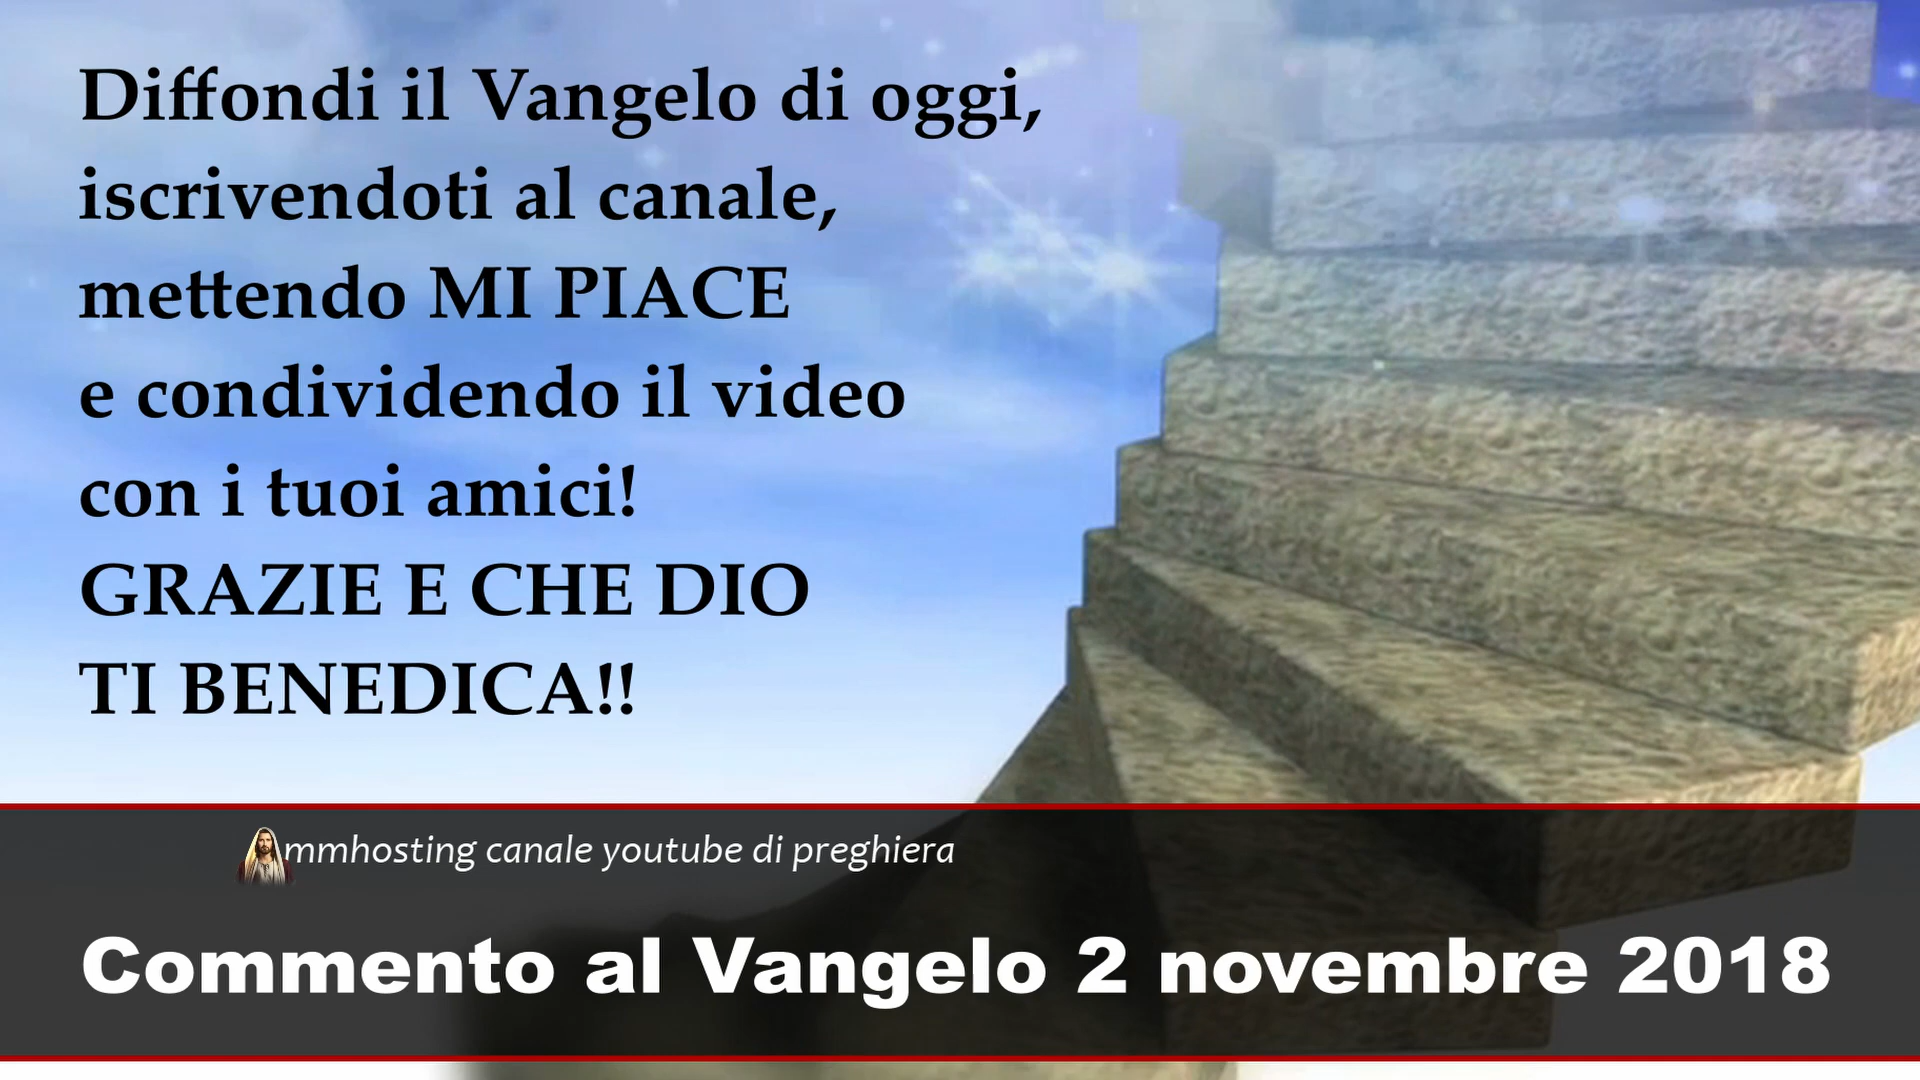 Diffondi il Vangelo di oggi,
iscrivendoti al canale,
mettendo MI PIACE
e condividendo il video
con i tuoi amici!
GRAZIE E CHE DIO
TI BENEDICA!!
mmhosting canale youtube di preghiera
Commento al Vangelo 2 novembre 2018